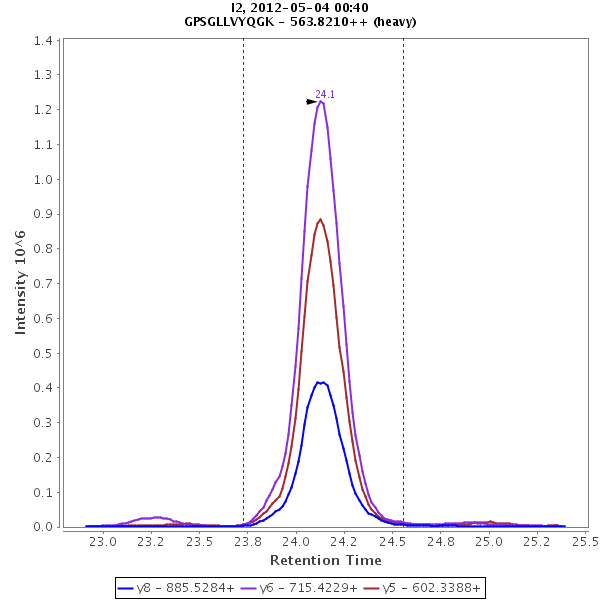 I2, 2012-05-04 00:40
GPSGLLVYQGK - 563.8210++ (heavy)
1.4
1.3
1.2
1.1
1.0
0.9
0.8
0.7
0.6
0.5
0.4
0.3
0.2
0.1
0.0
Intensity 10^6
24.1
23.0 23.2 23.5 23.8 24.0 24.2 24.5 24.8 25.0 25.2 25.5
Retention Time
y8 - 885.5284+ y6 - 715.4229+ y5 - 602.3388+